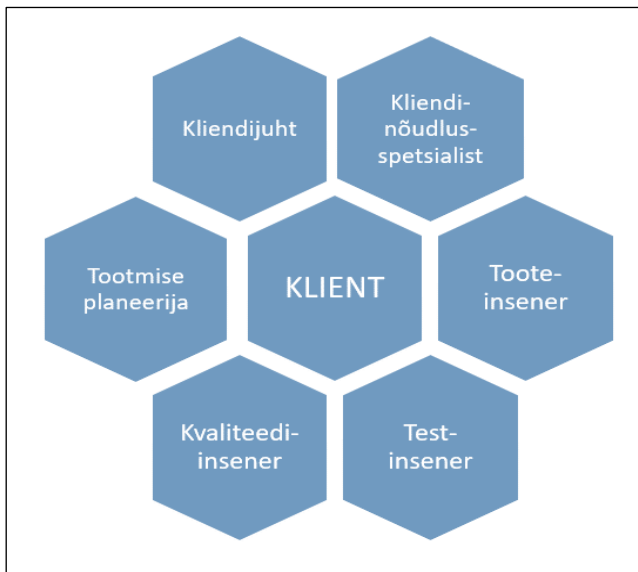 Kliendijuht
Kliendi-
nõudlus-
spetsialist
Tootmise
planeerija
KLIENT
Toote-
insener
Kvaliteedi-
insener
Test-
insener